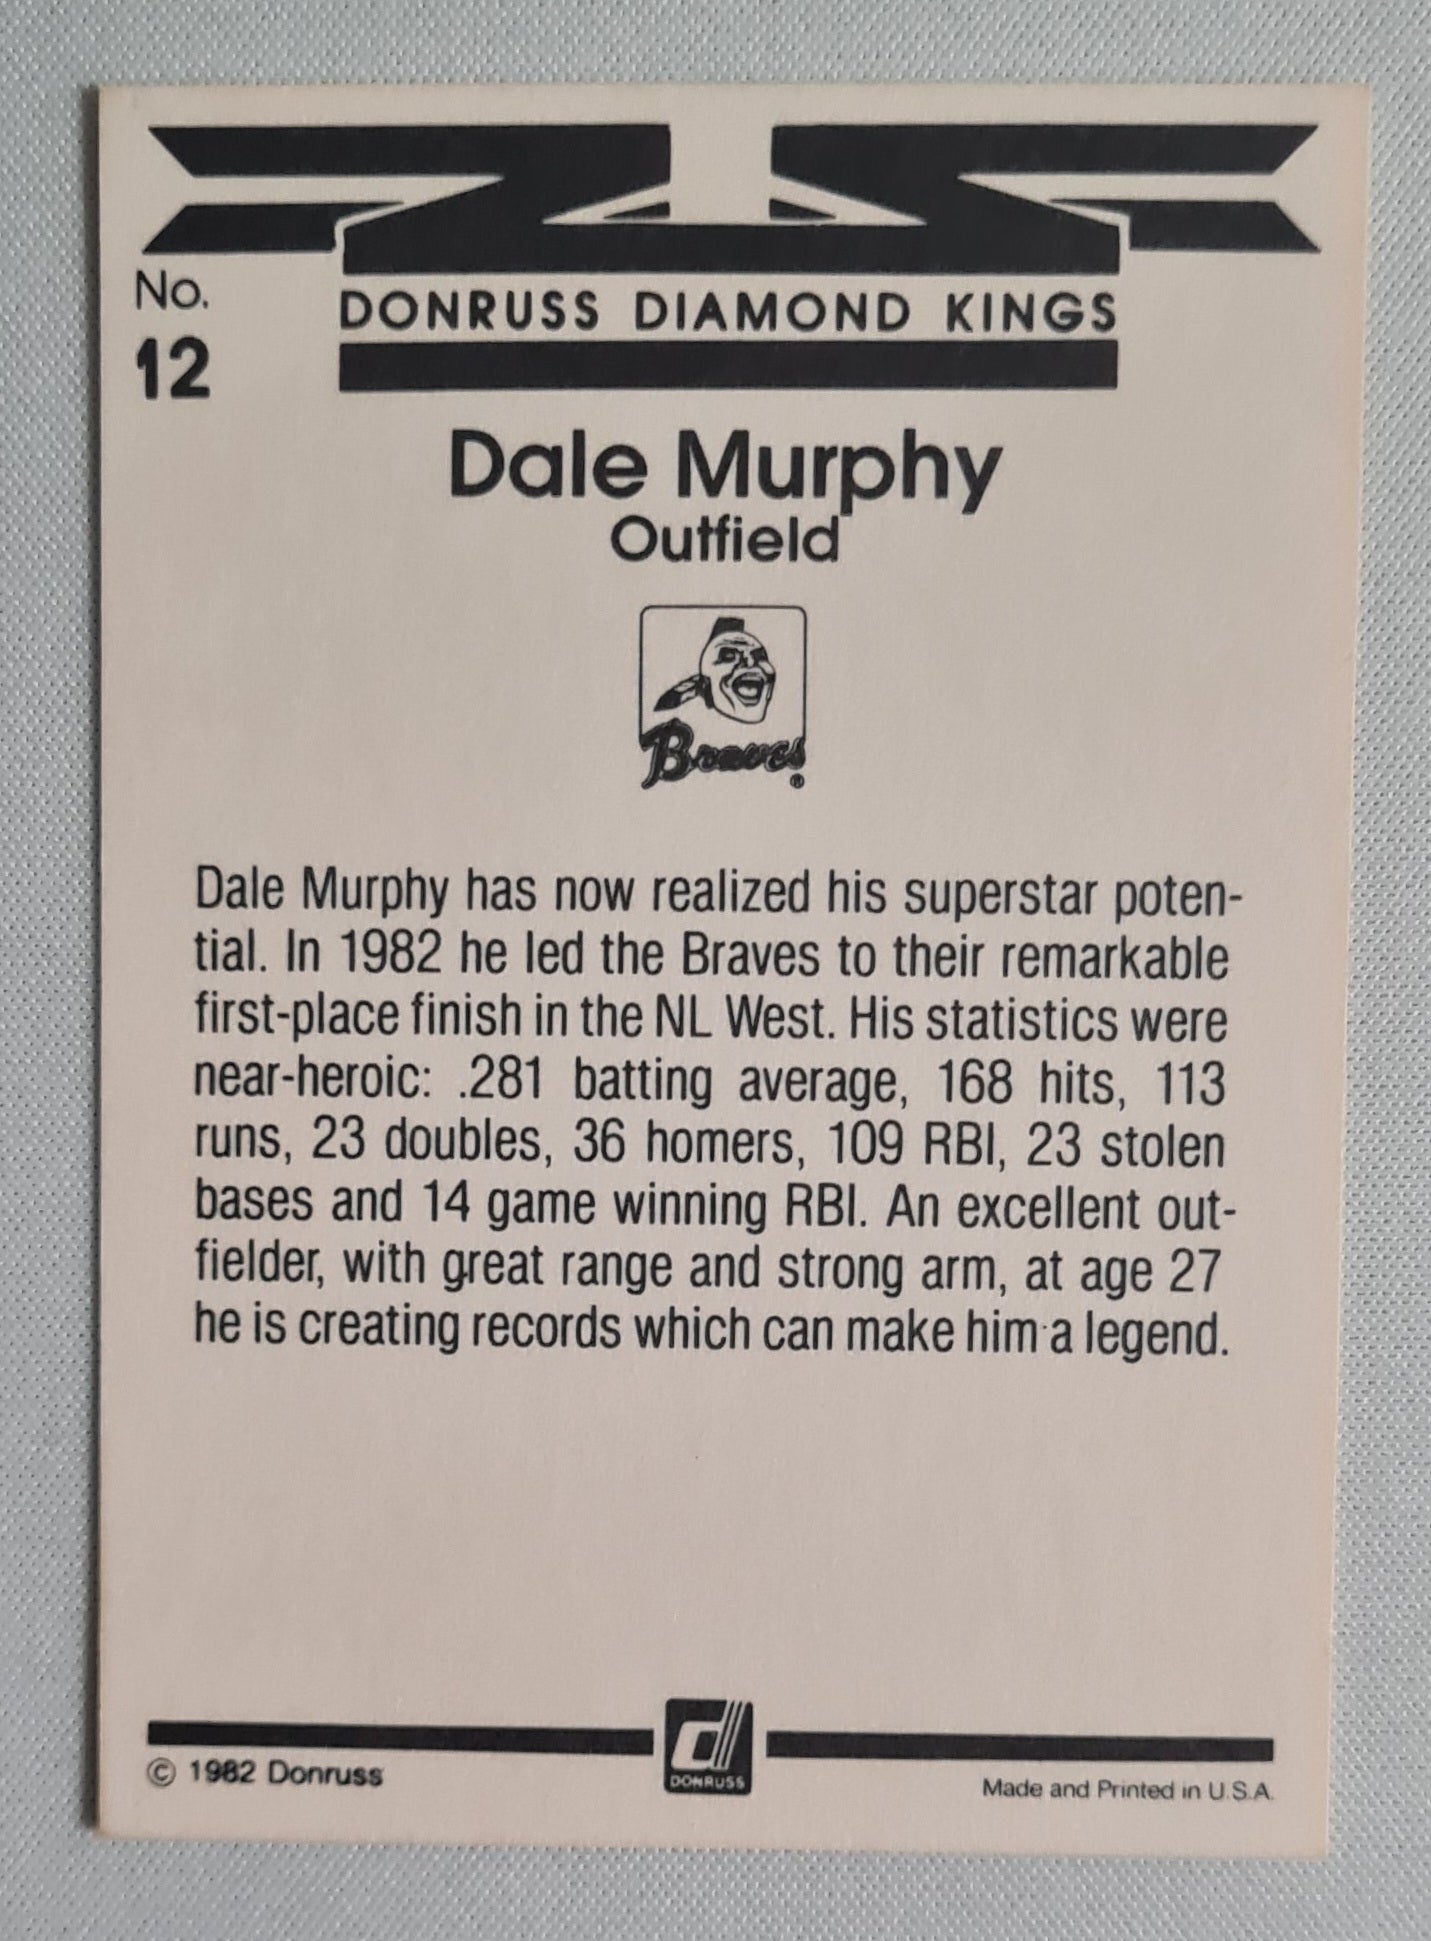 No.
12
DONRUSS DIAMOND KINGS
Dale Murphy
Outfield
Braves
®
Dale Murphy has now realized his superstar poten-
tial. In 1982 he led the Braves to their remarkable
first-place finish in the NL West. His statistics were
near-heroic: .281 batting average, 168 hits, 113
runs, 23 doubles, 36 homers, 109 RBI, 23 stolen
bases and 14 game winning RBI. An excellent out-
fielder, with great range and strong arm, at age 27
he is creating records which can make him a legend.
© 1982 Donruss
d
DONRUSS
Made and Printed in U.S.A.